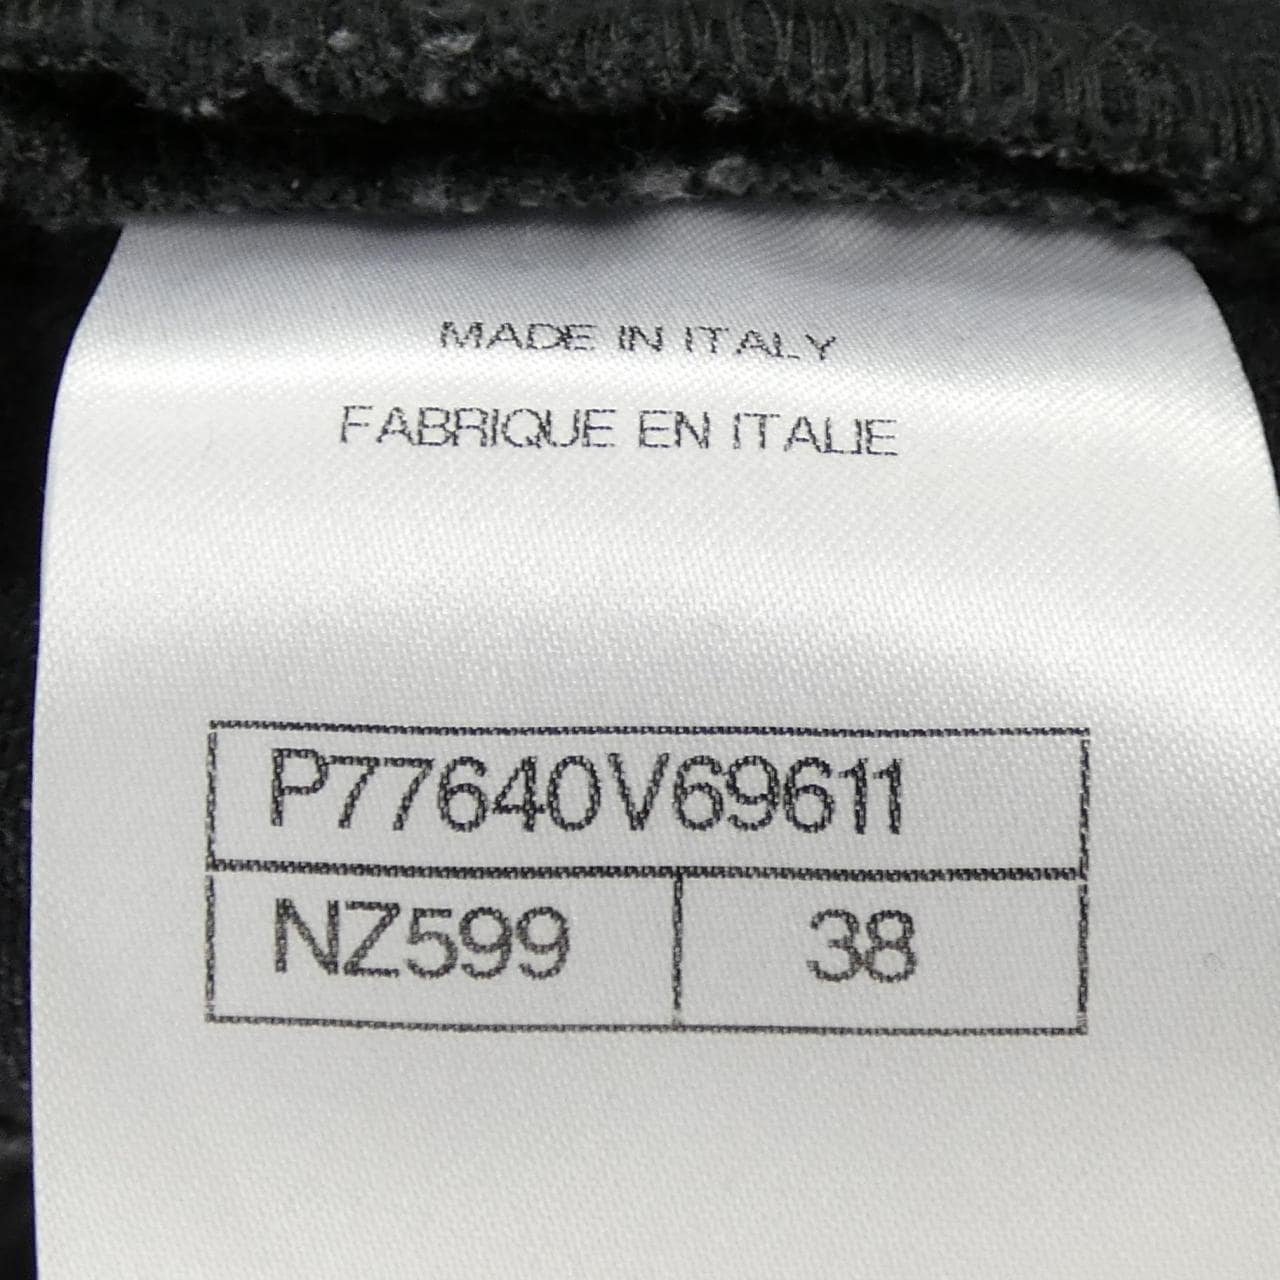 MADE IN ITALY
FABRIQUE EN ITALIE
P77640V69611
NZ599 38